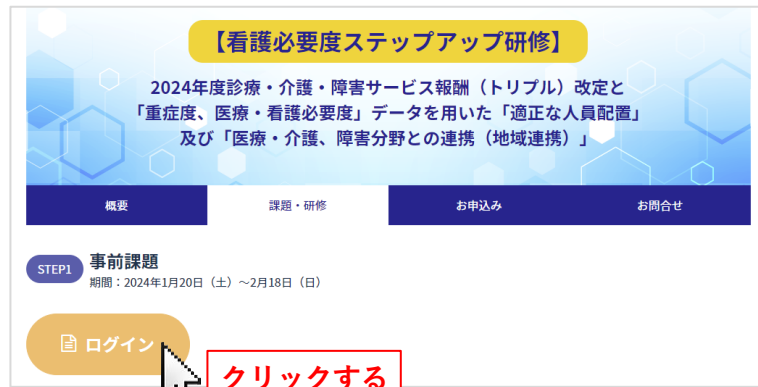 【看護必要度ステップアップ研修】
2024年度診療・介護・障害サービス報酬（トリプル）改定と
「重症度、医療・看護必要度」データを用いた「適正な人員配置」
及び「医療・介護、障害分野との連携（地域連携）」
概要 課題・研修 お申込み お問合せ
STEP1 事前課題
期間：2024年1月20日（土）～2月18日（日）
ログイン
クリックする